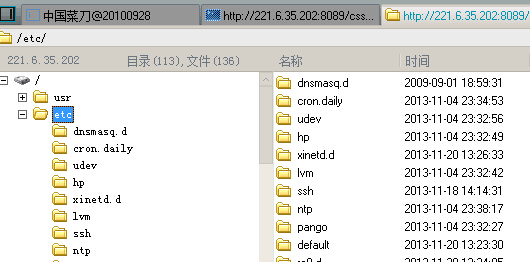 中国菜刀@20100928 http://221.6.35.202:8089/css... http://221.6.35.202:8089/
/etc/
221.6.35.202 目录(113),文件(136) 名称 时间
/
usr
etc
dnsmasq.d
cron.daily
udev
hp
xinetd.d
lvm
ssh
ntp
dnsmasq.d 2009-09-01 18:59:31
cron.daily 2013-11-04 23:34:53
udev 2013-11-04 23:32:56
hp 2013-11-04 23:32:49
xinetd.d 2013-11-20 13:26:33
lvm 2013-11-04 23:32:42
ssh 2013-11-18 14:14:31
ntp 2013-11-04 23:38:17
pango 2013-11-04 23:32:27
default 2013-11-20 13:23:30